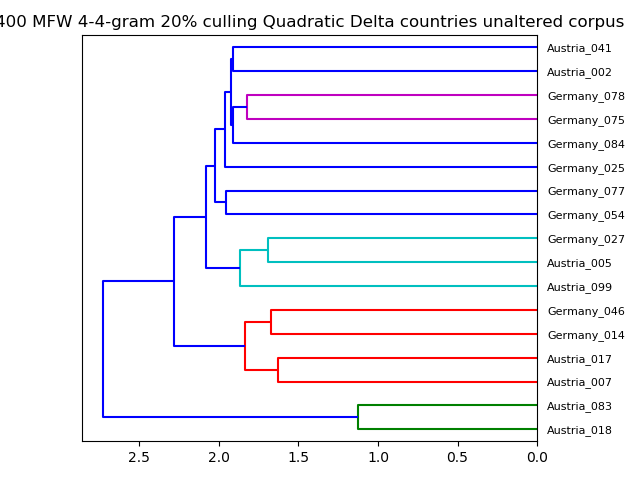 400 MFW 4-4-gram 20% culling Quadratic Delta countries unaltered corpus
Austria_041
Austria_002
Germany_078
Germany_075
Germany_084
Germany_025
Germany_077
Germany_054
Germany_027
Austria_005
Austria_099
Germany_046
Germany_014
Austria_017
Austria_007
Austria_083
Austria_018
2.5 2.0 1.5 1.0 0.5 0.0